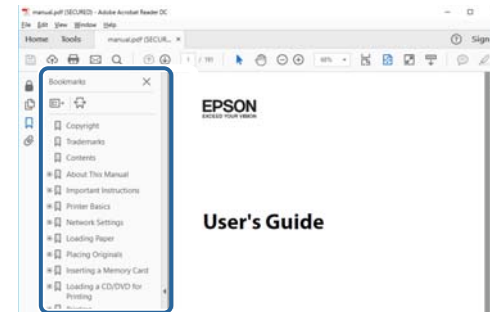 manual.pdf (SECURED) - Adobe Acrobat Reader DC
File Edit View Window Help
Home Tools manual.pdf (SECUR... ×
Sign
1 / 191
Bookmarks
Copyright
Trademarks
Contents
About This Manual
Important Instructions
Printer Basics
Network Settings
Loading Paper
Placing Originals
Inserting a Memory Card
Loading a CD/DVD for
Printing
EPSON
EXCEED YOUR VISION
User's Guide